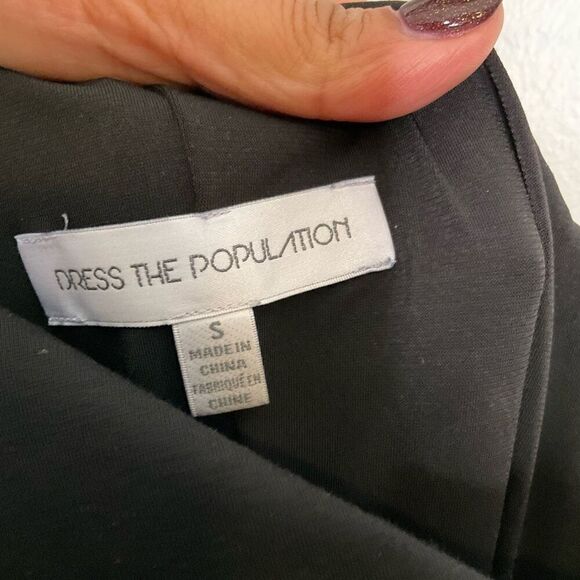 DRESS THE POPULATION
S
MADE IN
CHINA
FABRIQUÉ EN
CHINE